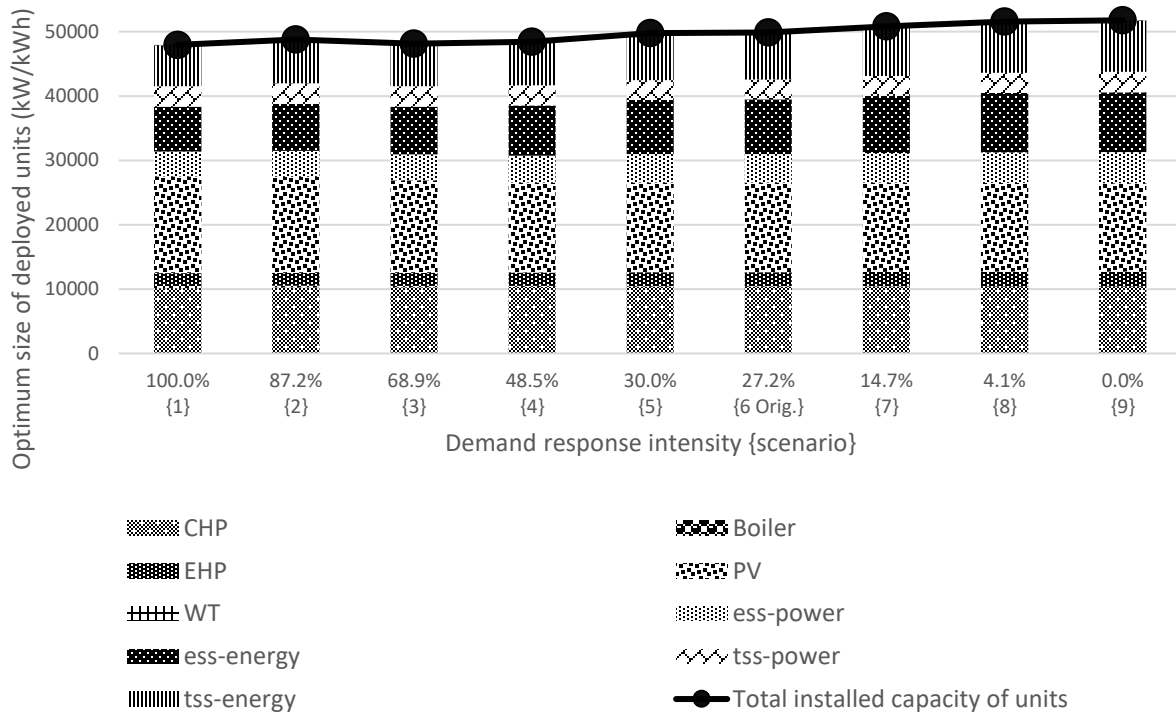 Optimum size of deployed units (kW/kWh)
50000
40000
30000
20000
10000
0
100.0% 87.2% 68.9% 48.5% 30.0% 27.2% 14.7% 4.1% 0.0%
{1} {2} {3} {4} {5} {6 Orig.} {7} {8} {9}
Demand response intensity {scenario}
CHP Boiler
EHP PV
WT ess-power
ess-energy tss-power
tss-energy Total installed capacity of units